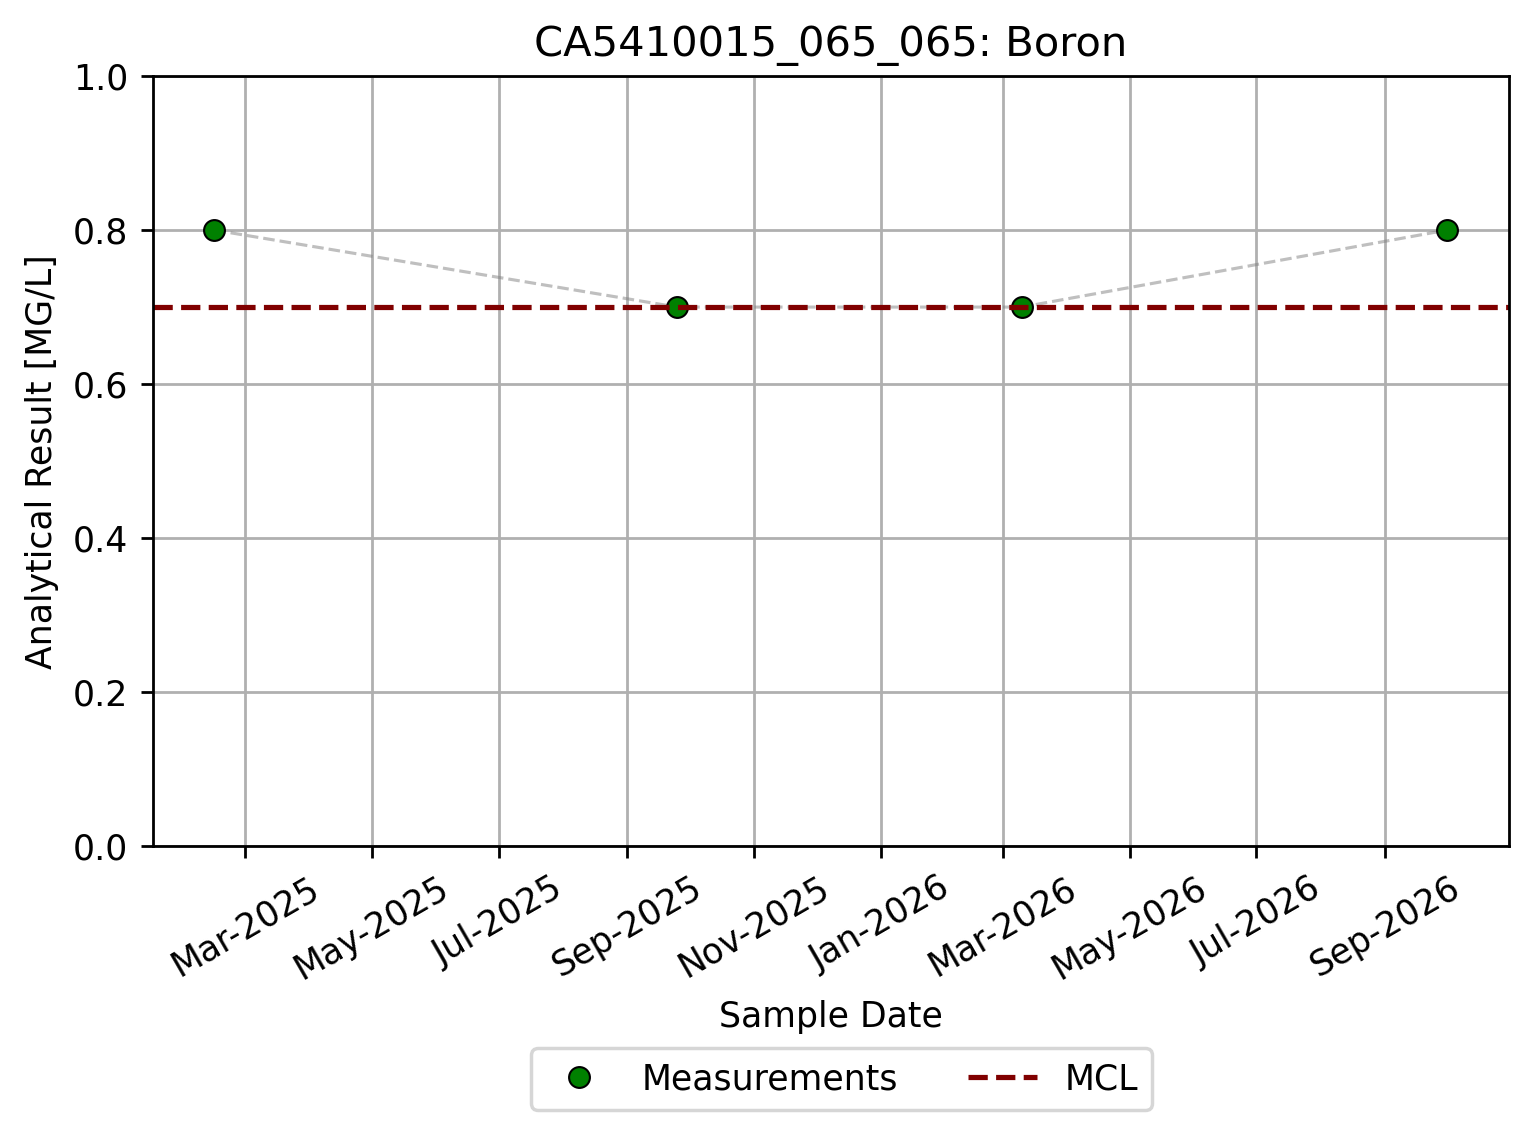 CA5410015_065_065: Boron
Analytical Result [MG/L]
1.0
0.8
0.6
0.4
0.2
0.0
Mar-2025
May-2025
Jul-2025
Sep-2025
Nov-2025
Jan-2026
Mar-2026
May-2026
Jul-2026
Sep-2026
Sample Date
Measurements
MCL